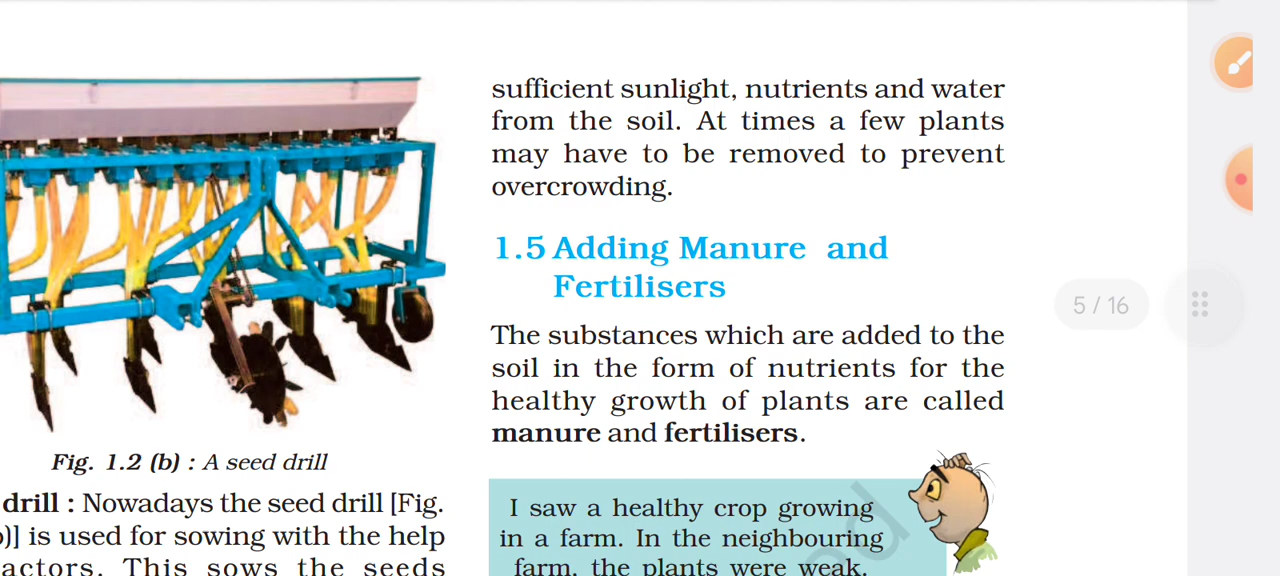 Fig. 1.2 (b) : A seed drill
drill : Nowadays the seed drill [Fig.
)] is used for sowing with the help
actors. This sows the seeds
sufficient sunlight, nutrients and water
from the soil. At times a few plants
may have to be removed to prevent
overcrowding.
1.5 Adding Manure and
Fertilisers
The substances which are added to the
soil in the form of nutrients for the
healthy growth of plants are called
manure and fertilisers.
I saw a healthy crop growing
in a farm. In the neighbouring
farm, the plants were weak.
5 / 16